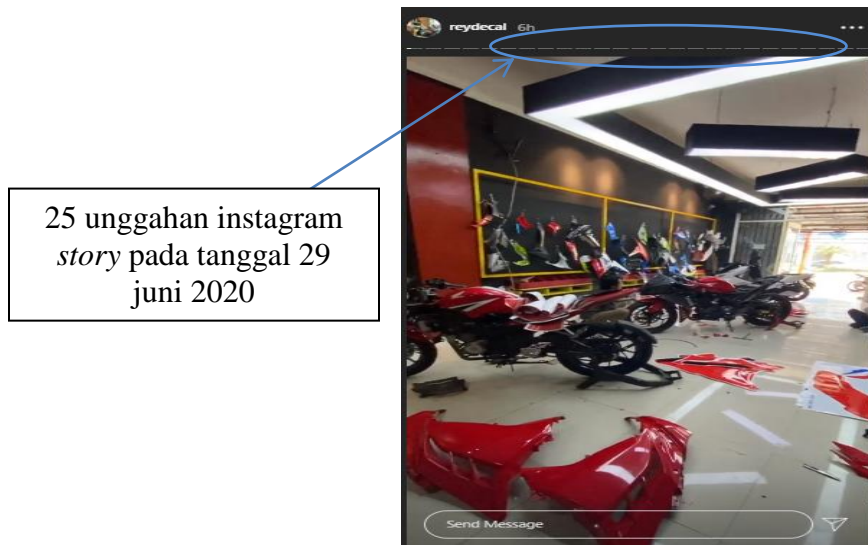 reydecal 6h
25 unggahan instagram
story pada tanggal 29
juni 2020
Send Message